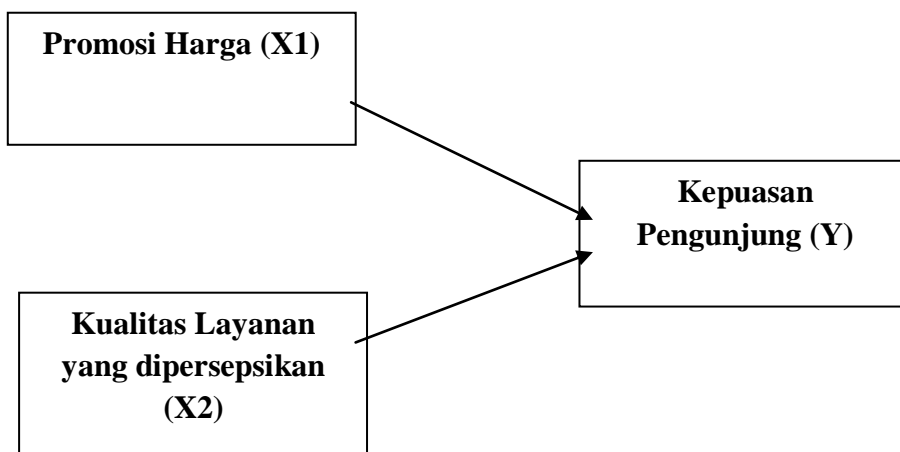 Promosi Harga (X1)
Kepuasan
Pengunjung (Y)
Kualitas Layanan
yang dipersepsikan
(X2)